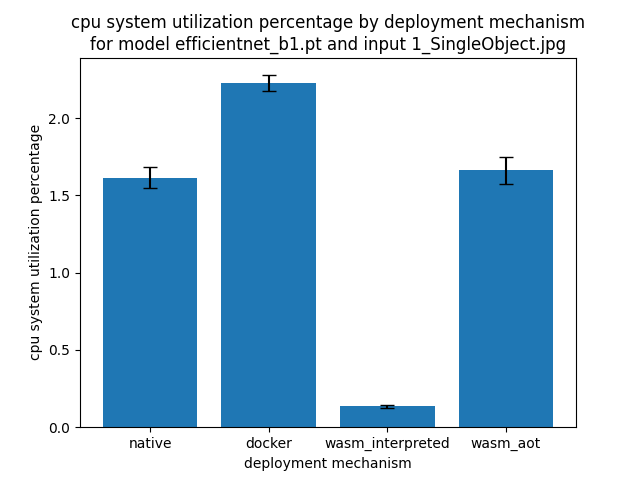 cpu system utilization percentage by deployment mechanism
for model efficientnet_b1.pt and input 1_SingleObject.jpg
cpu system utilization percentage
2.0
1.5
1.0
0.5
0.0
native docker wasm_interpreted wasm_aot
deployment mechanism